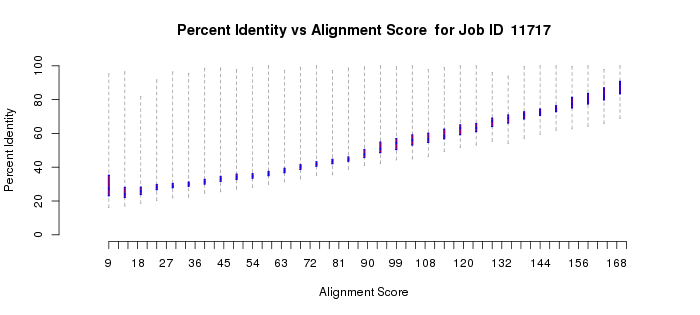 Percent Identity vs Alignment Score  for Job ID  11717
Percent Identity
100
80
60
40
20
0
9 18 27 36 45 54 63 72 81 90 99 108 120 132 144 156 168
Alignment Score